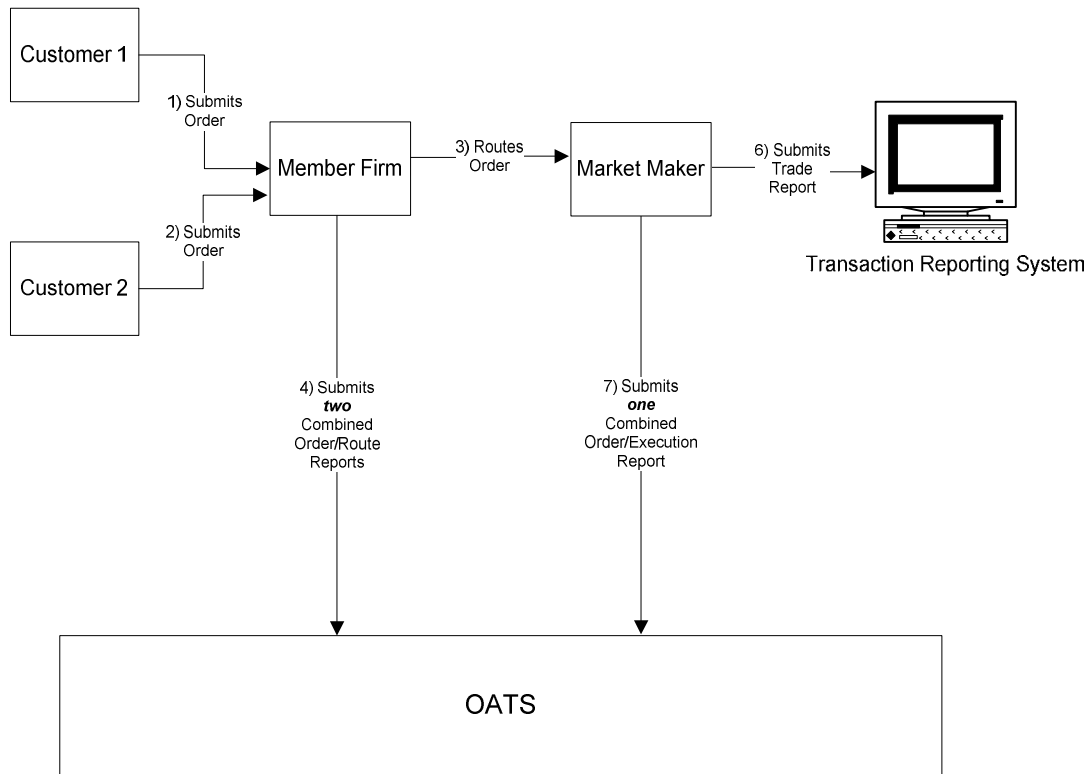 Customer 1
1) Submits
Order
Member Firm
3) Routes
Order
Market Maker
6) Submits
Trade
Report
Transaction Reporting System
2) Submits
Order
Customer 2
4) Submits
two
Combined
Order/Route
Reports
7) Submits
one
Combined
Order/Execution
Report
OATS